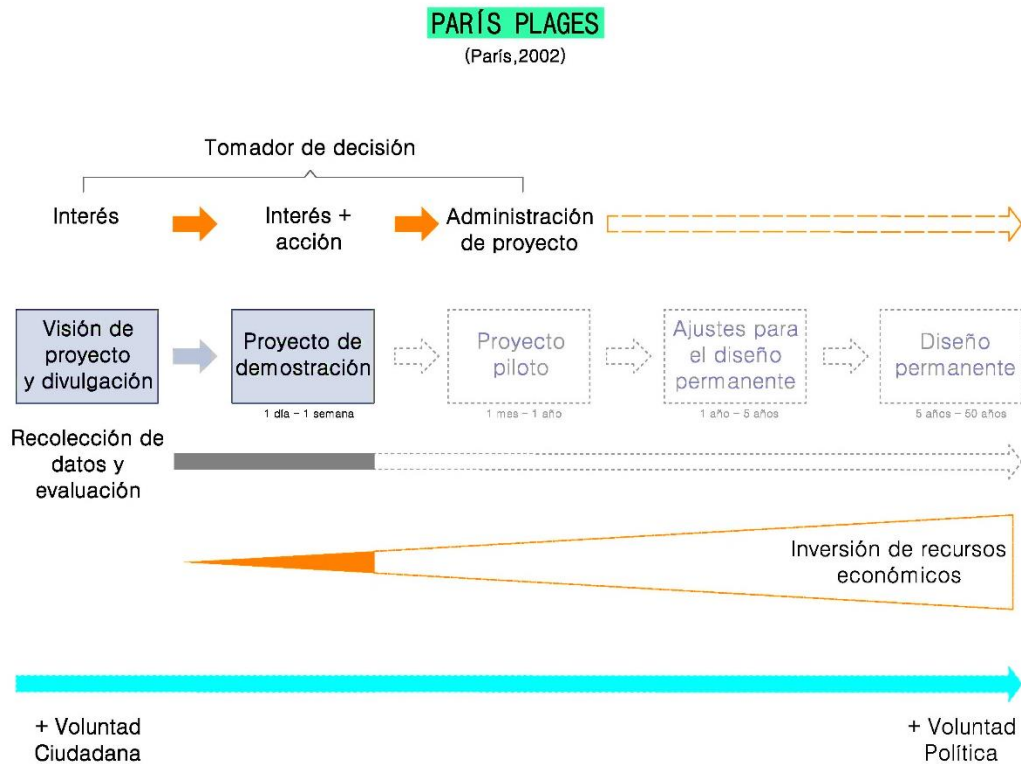 PARÍS PLAGES
(París,2002)
Tomador de decisión
Interés
Interés +
acción
Administración
de proyecto
Visión de
proyecto
y divulgación
Proyecto de
demostración
1 día – 1 semana
Proyecto
piloto
1 mes – 1 año
Ajustes para
el diseño
permanente
1 año – 5 años
Diseño
permanente
5 años – 50 años
Recolección de
datos y
evaluación
Inversión de recursos
económicos
+ Voluntad
Ciudadana
+ Voluntad
Política